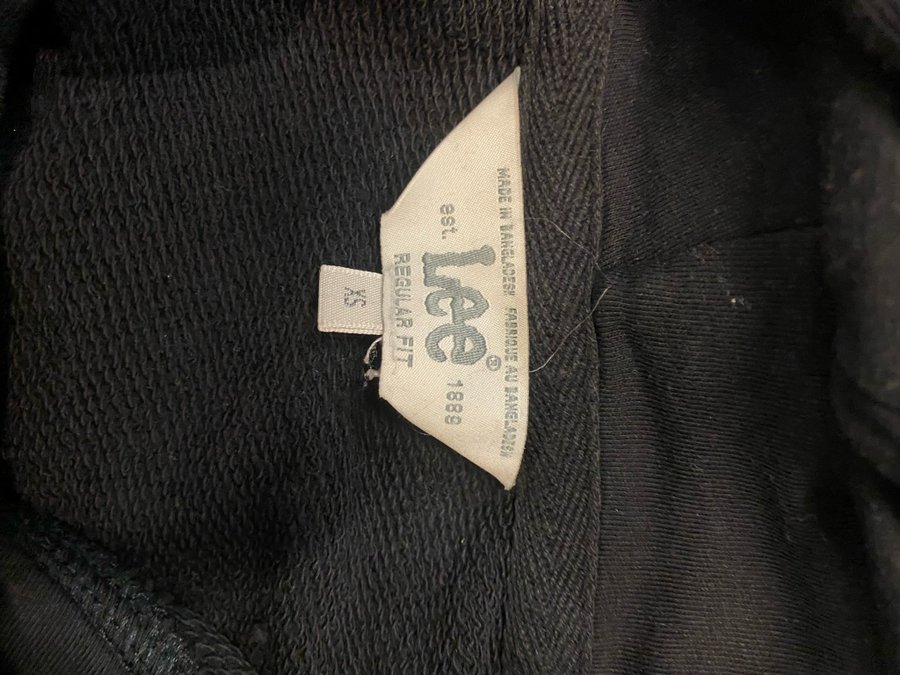 MADE IN BANGLADESH FABRIQUE AU BANGLADESH
est. Lee® 1889
REGULAR FIT
XS